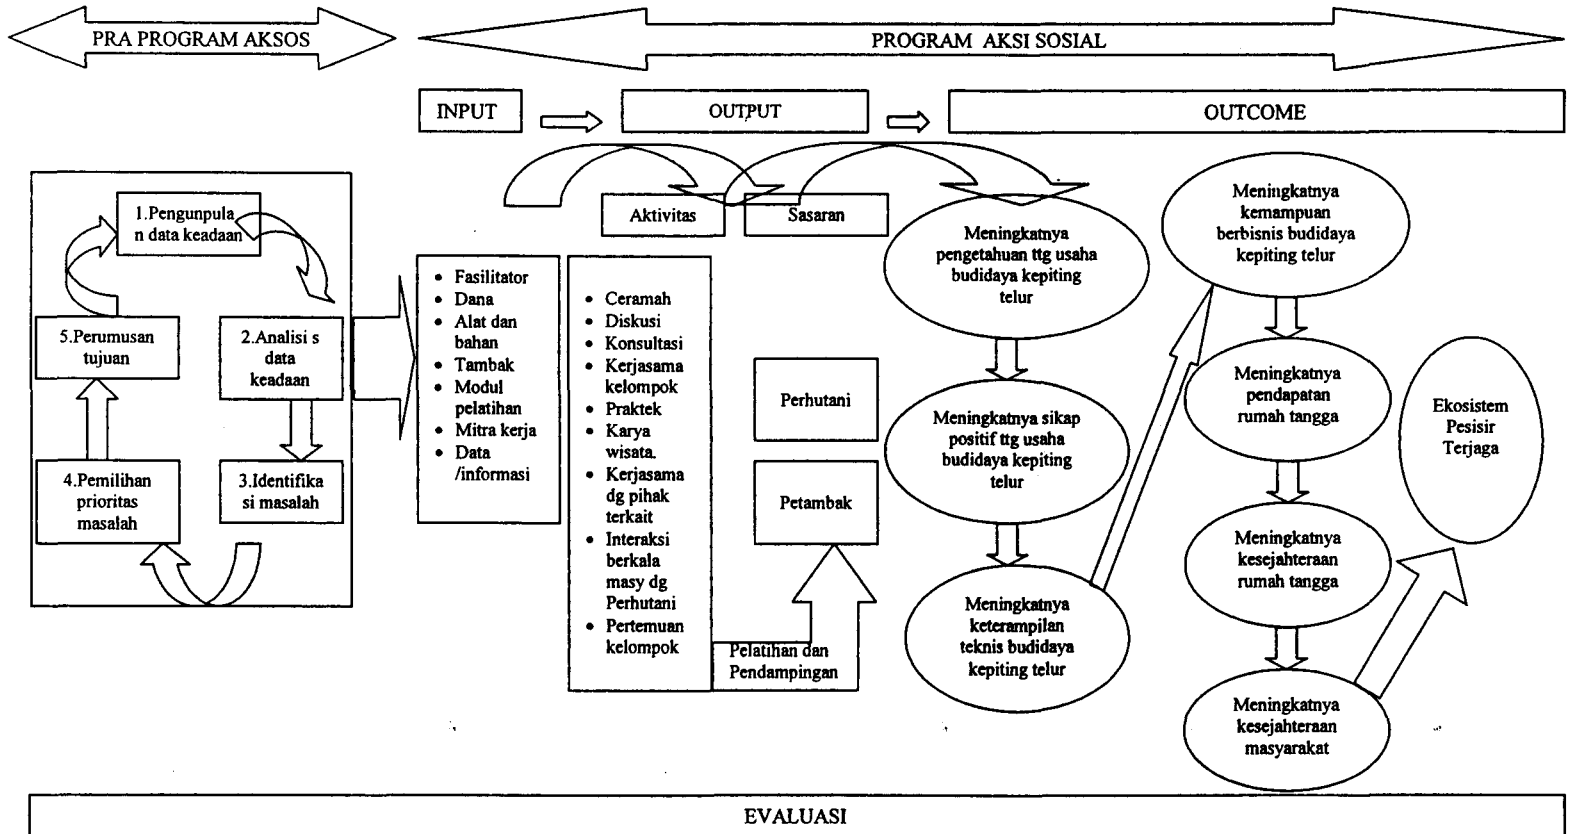 PRA PROGRAM AKSOS
PROGRAM AKSI SOSIAL
INPUT
OUTPUT
OUTCOME
1.Pengunpula
n data keadaan
2.Analisi s
data
keadaan
3.Identifika
si masalah
4.Pemilihan
prioritas
masalah
5.Perumusan
tujuan
• Fasilitator
• Dana
• Alat dan
bahan
• Tambak
• Modul
pelatihan
• Mitra kerja
• Data
/informasi
Aktivitas
• Ceramah
• Diskusi
• Konsultasi
• Kerjasama
kelompok
• Praktek
• Karya
wisata.
• Kerjasama
dg pihak
terkait
• Interaksi
berkala
masy dg
Perhutani
• Pertemuan
kelompok
Sasaran
Perhutani
Petambak
Pelatihan dan
Pendampingan
Meningkatnya
pengetahuan ttg usaha
budidaya kepiting
telur
Meningkatnya sikap
positif ttg usaha
budidaya kepiting
telur
Meningkatnya
keterampilan
teknis budidaya
kepiting telur
Meningkatnya
kemampuan
berbisnis budidaya
kepiting telur
Meningkatnya
pendapatan
rumah tangga
Meningkatnya
kesejahteraan
rumah tangga
Meningkatnya
kesejahteraan
masyarakat
Ekosistem
Pesisir
Terjaga
EVALUASI